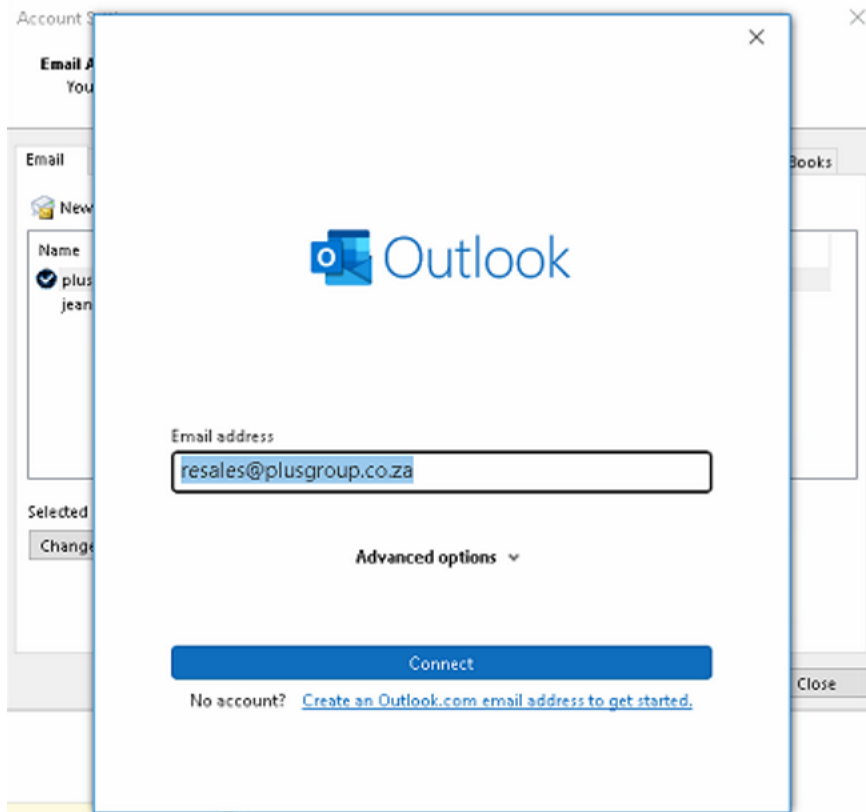 Account S
Email A
You
Email
Books
New
Name
plus
jean
Outlook
Email address
resales@plusgroup.co.za
Selected
Change
Advanced options
Connect
Close
No account? Create an Outlook.com email address to get started.